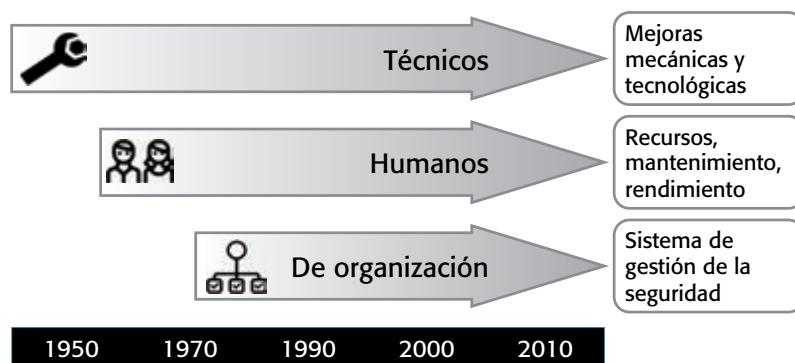 Técnicos
Mejoras
mecánicas y
tecnológicas
Humanos
Recursos,
mantenimiento,
rendimiento
De organización
Sistema de
gestión de la
seguridad
1950 1970 1990 2000 2010